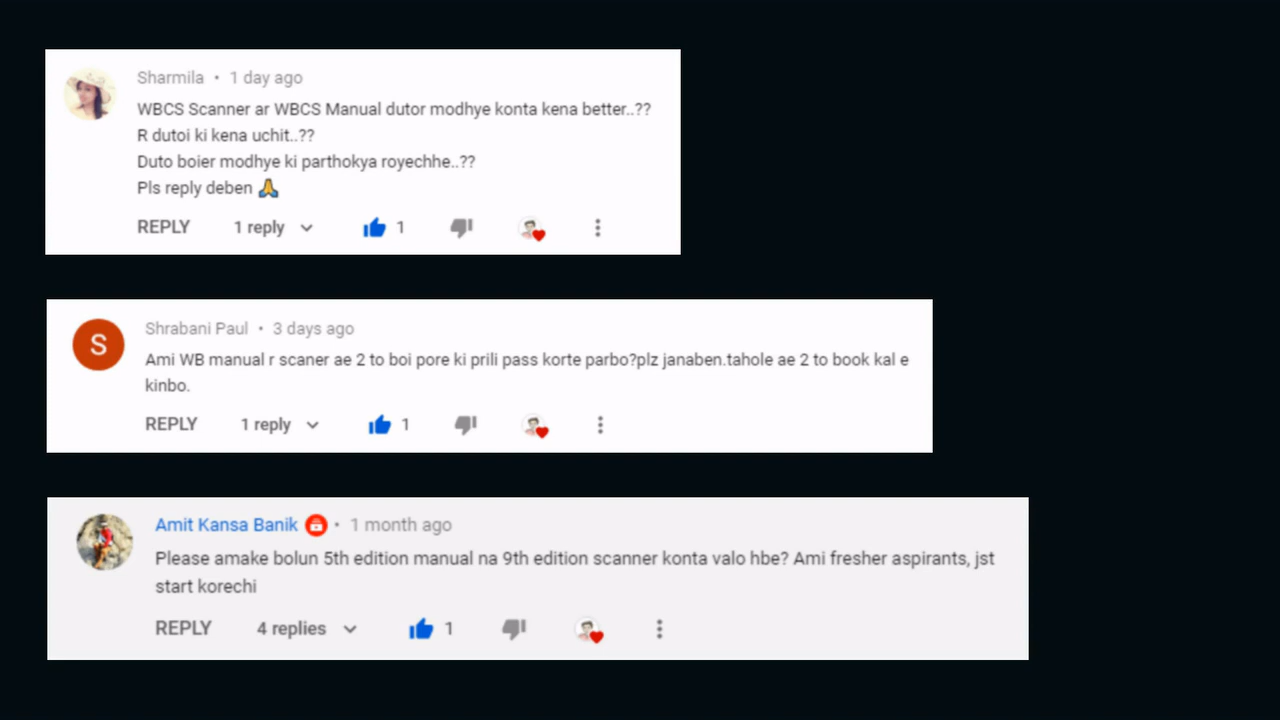 Sharmila • 1 day ago
WBCS Scanner ar WBCS Manual dutor modhye konta kena better..??
R dutoi ki kena uchit..??
Duto boier modhye ki parthokya royechhe..??
Pls reply deben 🙏
REPLY 1 reply 1
S
Shrabani Paul • 3 days ago
Ami WB manual r scaner ae 2 to boi pore ki prili pass korte parbo?plz janaben.tahole ae 2 to book kal e
kinbo.
REPLY 1 reply 1
Amit Kansa Banik • 1 month ago
Please amake bolun 5th edition manual na 9th edition scanner konta valo hbe? Ami fresher aspirants, jst
start korechi
REPLY 4 replies 1